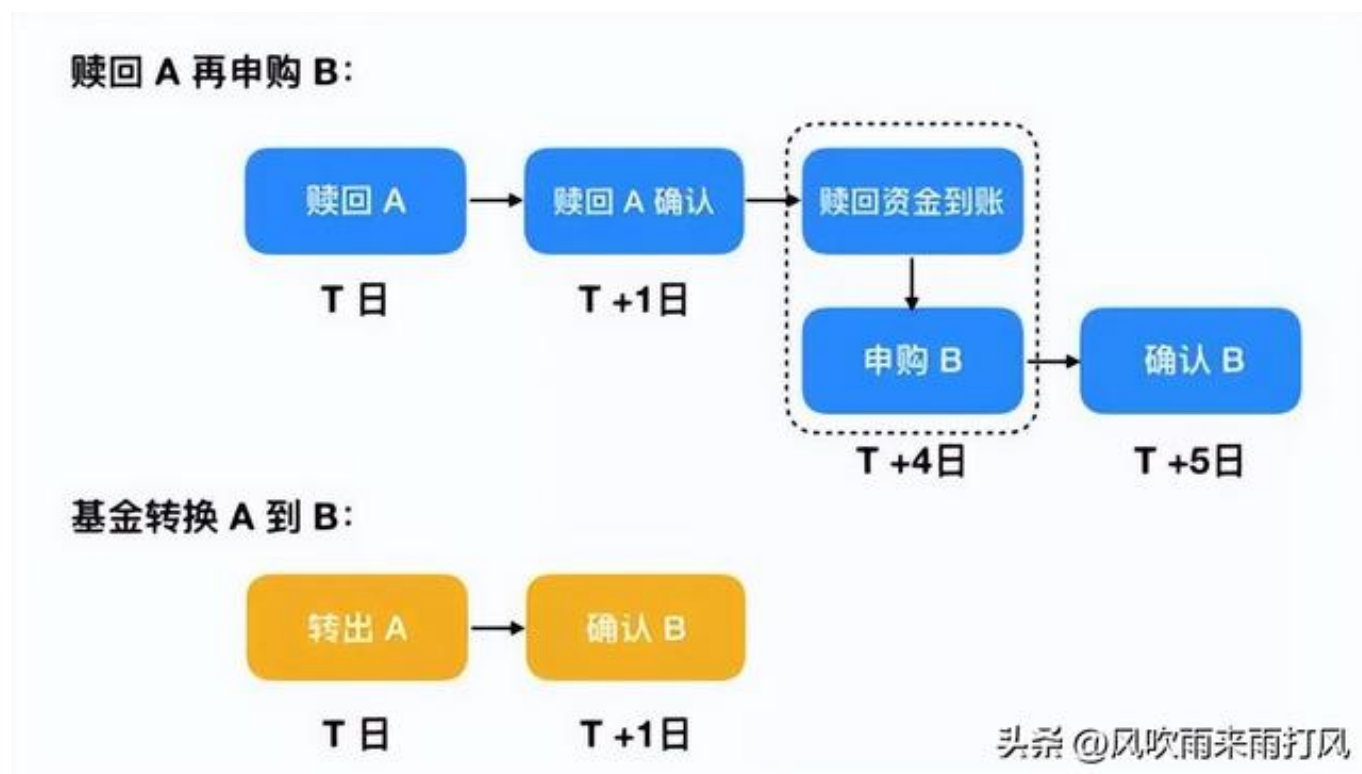 赎回 A 再申购 B：
赎回 A
赎回 A 确认
赎回资金到账
T 日
T +1日
申购 B
确认 B
T +4日
T +5日
基金转换 A 到 B：
转出 A
确认 B
T 日
T +1日
头条 @风吹雨来雨打风